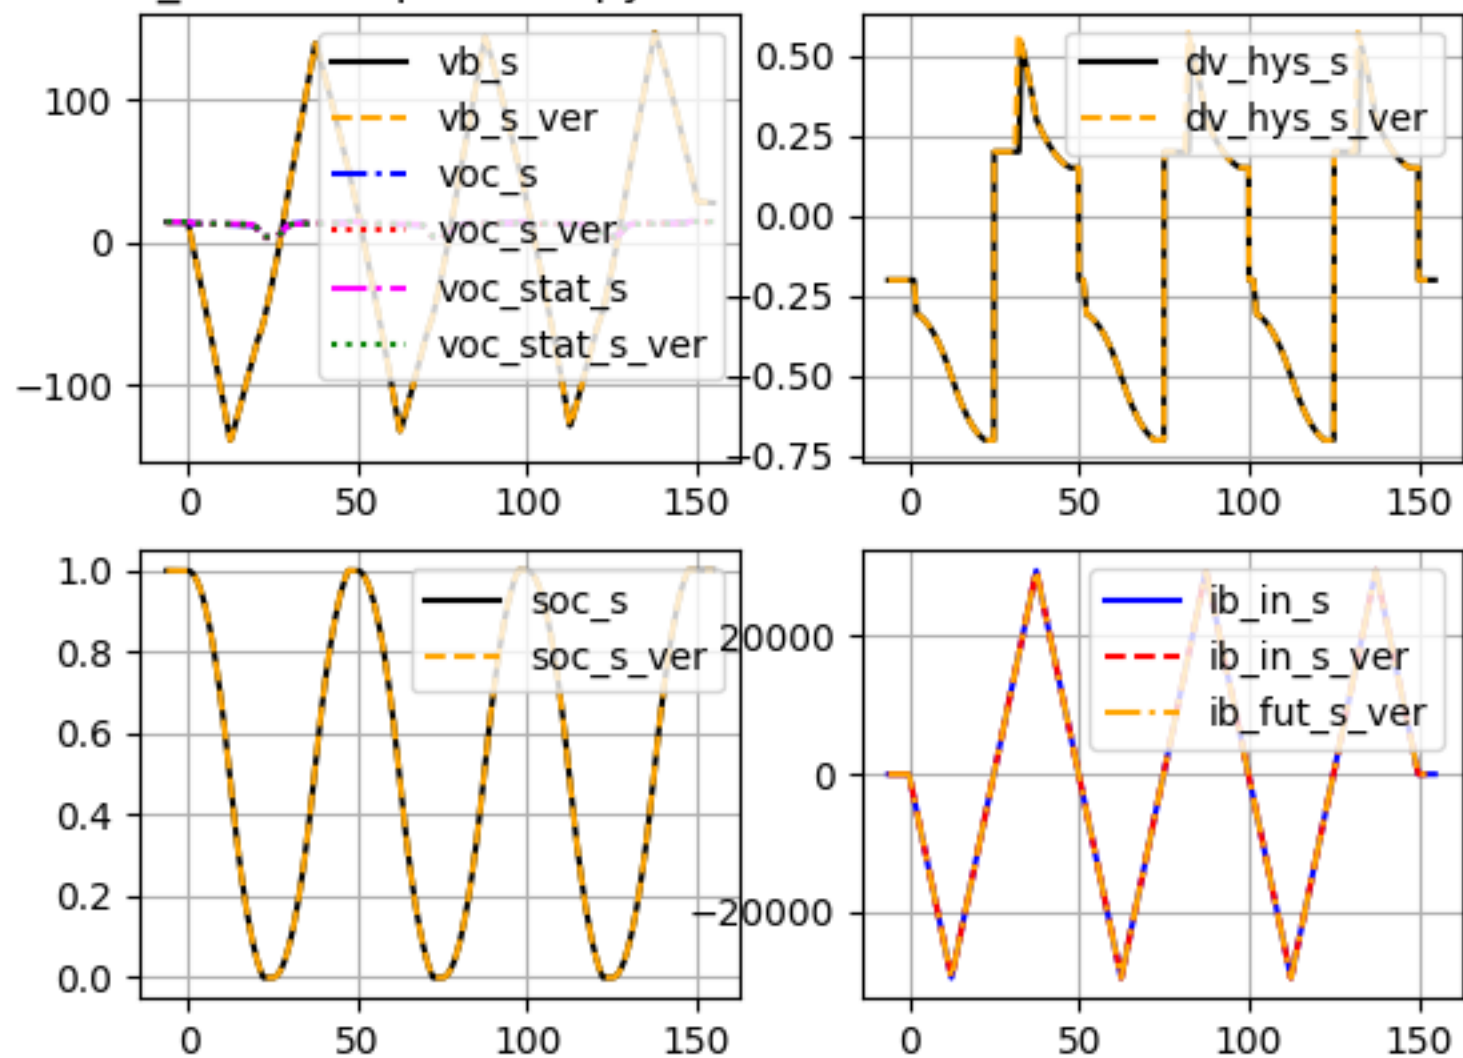 100
0
−100
0
50
100
150
vb_s
vb_s_ver
voc_s
voc_s_ver
voc_stat_s
voc_stat_s_ver
0.50
0.25
0.00
−0.25
−0.50
−0.75
0
50
100
150
dv_hys_s
dv_hys_s_ver
1.0
0.8
0.6
0.4
0.2
0.0
0
50
100
150
soc_s
soc_s_ver
20000
0
−20000
0
50
100
150
ib_in_s
ib_in_s_ver
ib_fut_s_ver